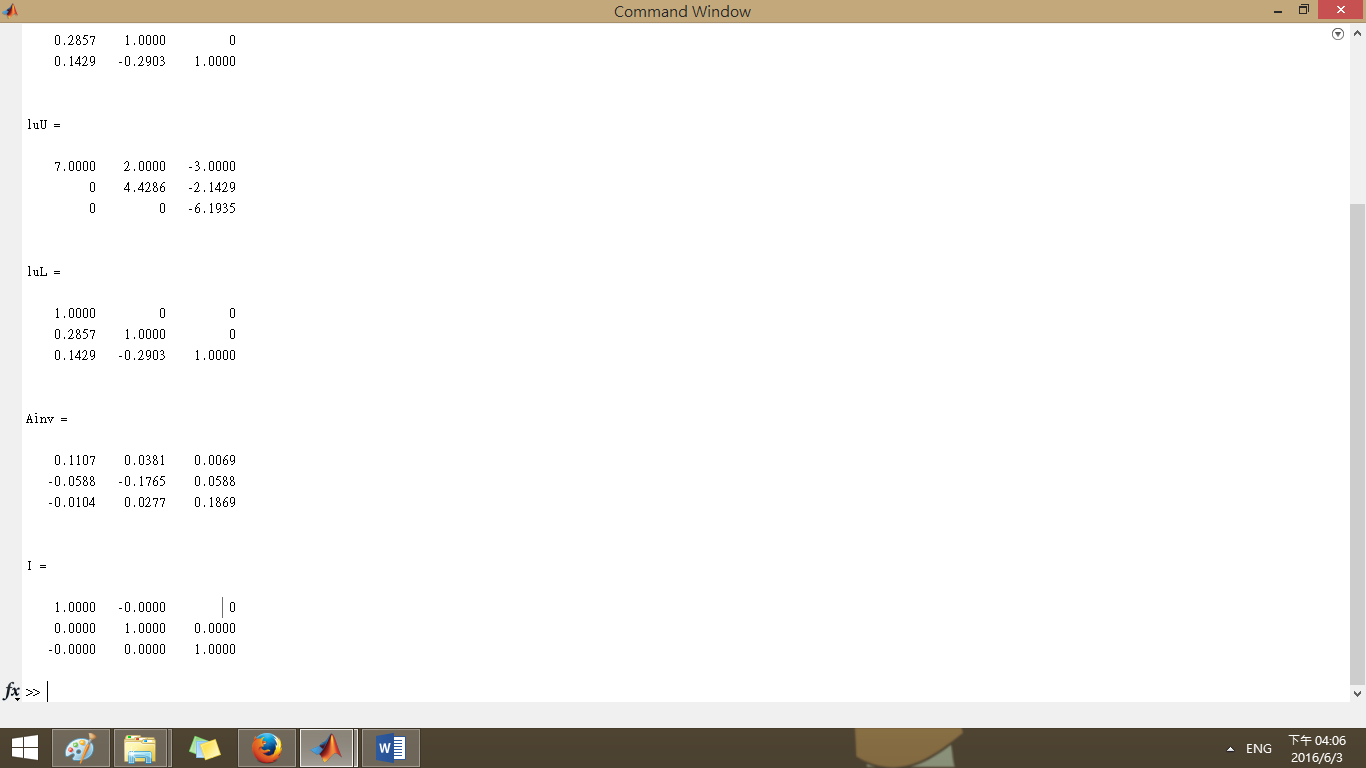 Command Window
0.2857 1.0000 0
0.1429 -0.2903 1.0000
luU =
7.0000 2.0000 -3.0000
0 4.4286 -2.1429
0 0 -6.1935
luL =
1.0000 0 0
0.2857 1.0000 0
0.1429 -0.2903 1.0000
Ainv =
0.1107 0.0381 0.0069
-0.0588 -0.1765 0.0588
-0.0104 0.0277 0.1869
I =
1.0000 -0.0000 0
0.0000 1.0000 0.0000
-0.0000 0.0000 1.0000
fx >>
ENG
下午 04:06
2016/6/3